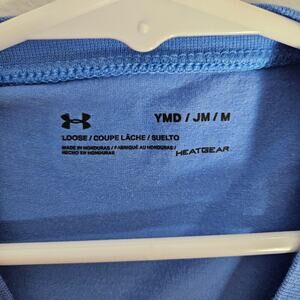 YMD / JM / M
LOOSE / COUPE LÂCHE / SUELTO
MADE IN HONDURAS / FABRIQUÉ AU HONDURAS /
HECHO EN HONDURAS
HEATGEAR